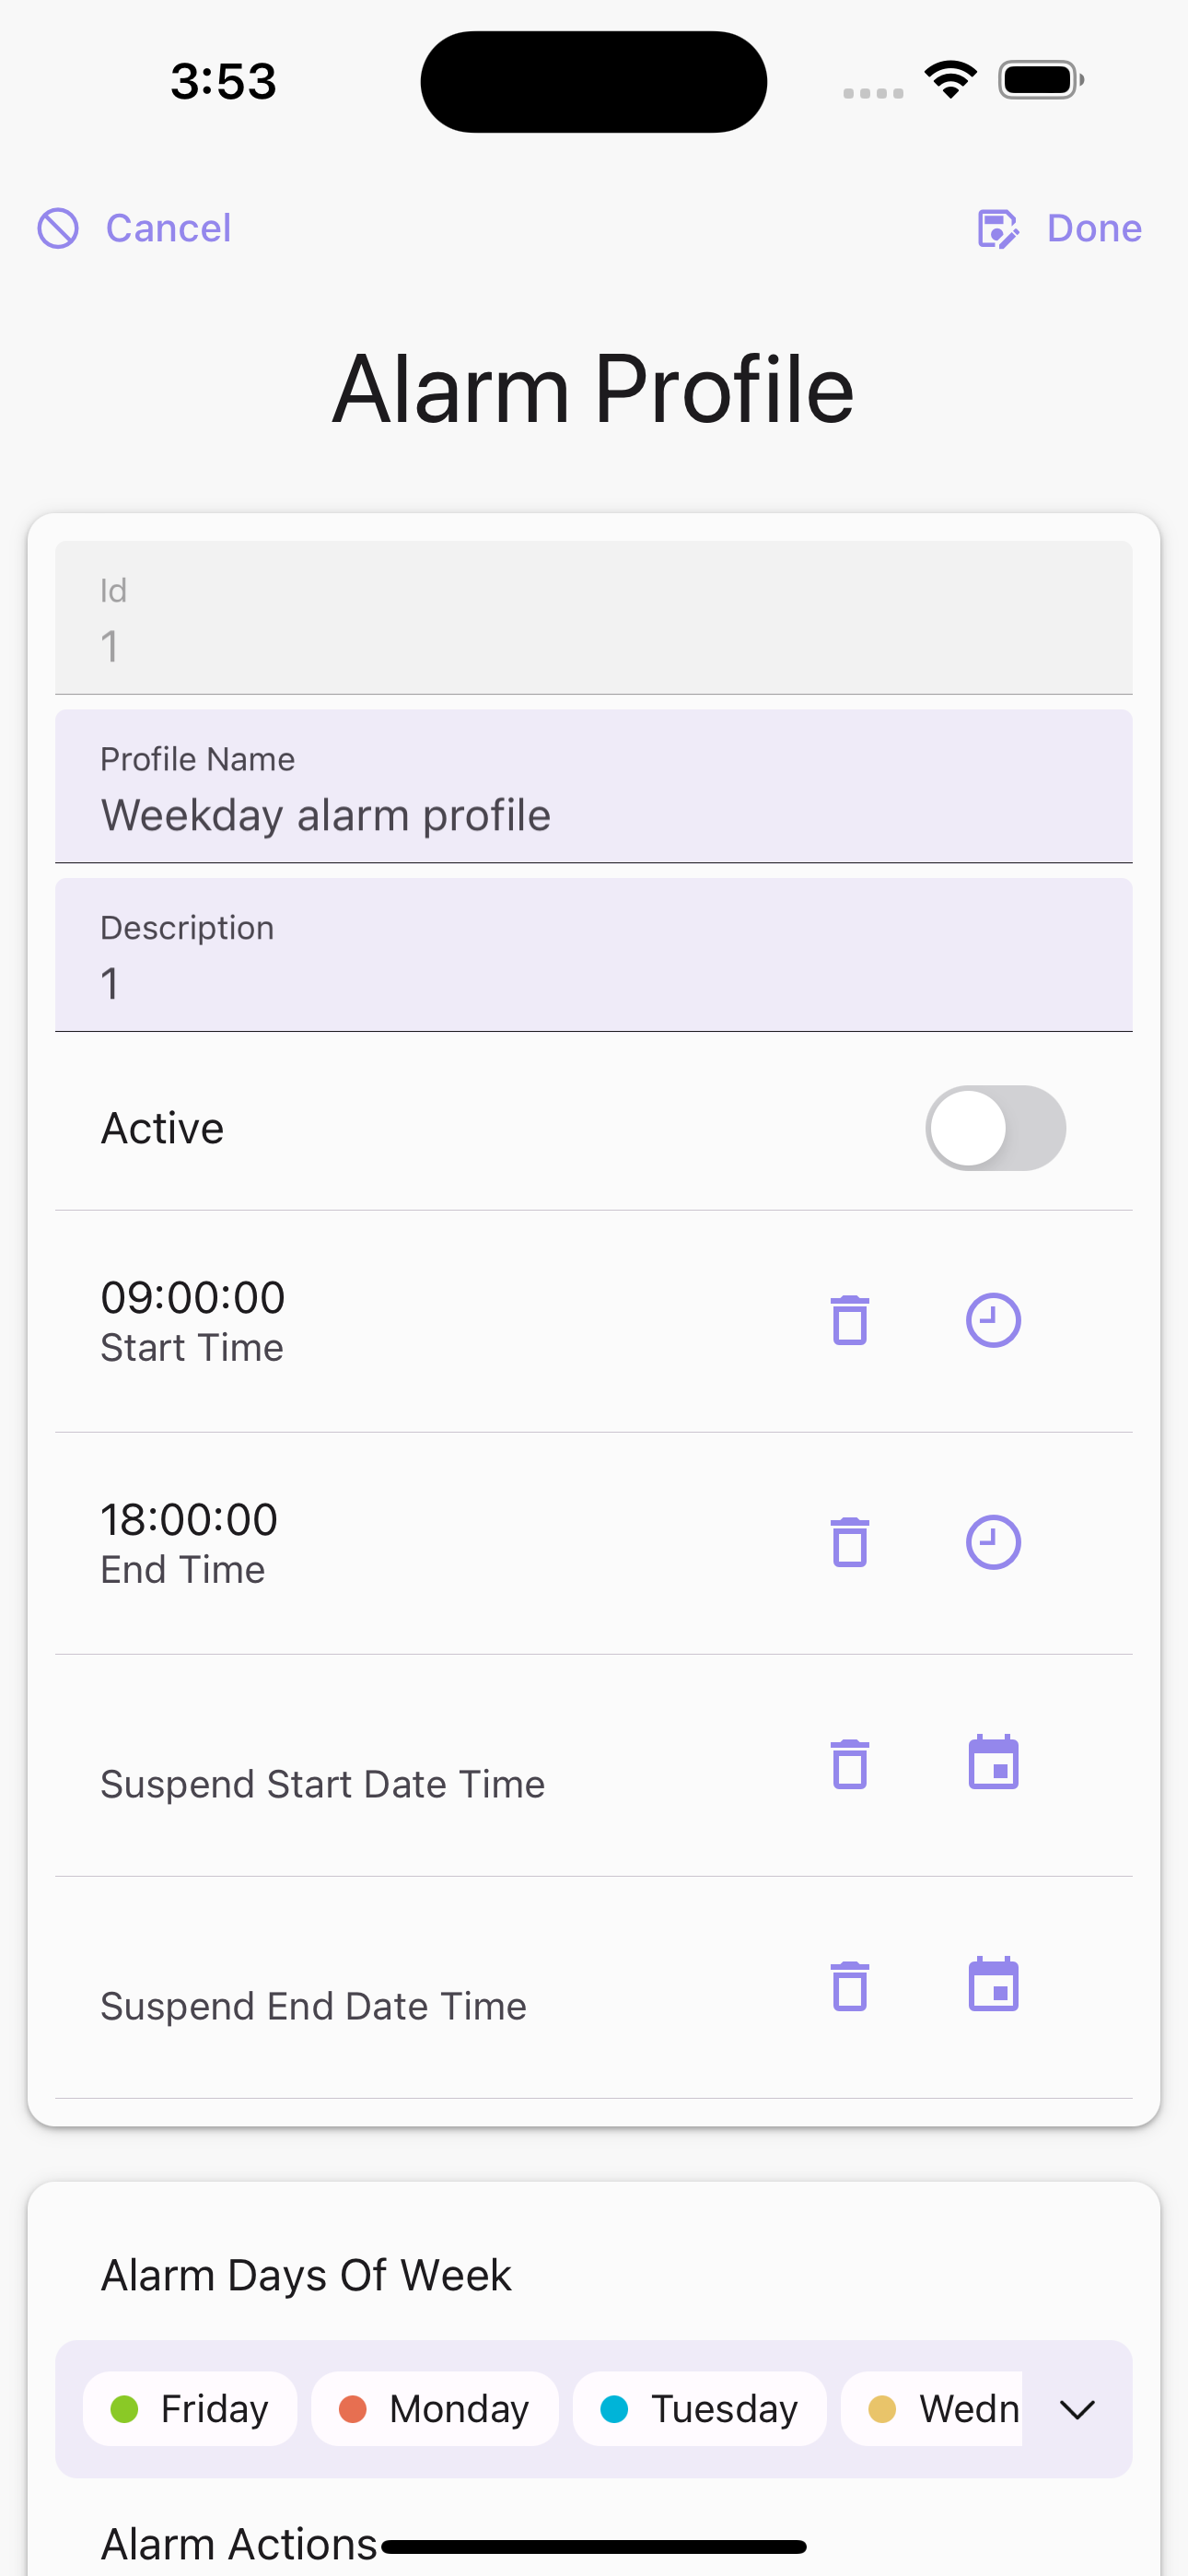 3:53
Cancel
Done
Alarm Profile
Id
1
Profile Name
Weekday alarm profile
Description
1
Active
09:00:00
Start Time
18:00:00
End Time
Suspend Start Date Time
Suspend End Date Time
Alarm Days Of Week
Friday
Monday
Tuesday
Wedn
Alarm Actions